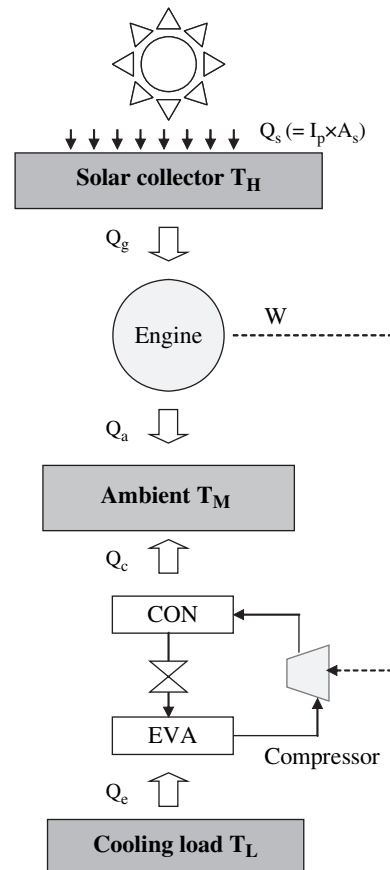 Q_s (= I_p×A_s)
Solar collector T_H
Q_g
W
Engine
Q_a
Ambient T_M
Q_c
CON
EVA
Compressor
Q_e
Cooling load T_L